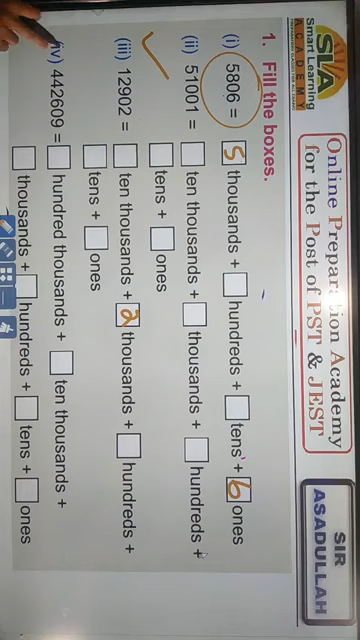 SLA
Smart Learning
ACADEMY
Online Preparation Academy
for the Post of PST & JEST
SIR
ASADULLAH
1. Fill the boxes.
(i) 5806 = 5 thousands + hundreds + tens + 6 ones
(ii) 51001 = ten thousands + thousands + hundreds +
tens + ones
(iii) 12902 = ten thousands + 2 thousands + hundreds +
tens + ones
(iv) 442609 = hundred thousands + ten thousands +
thousands + hundreds + tens + ones